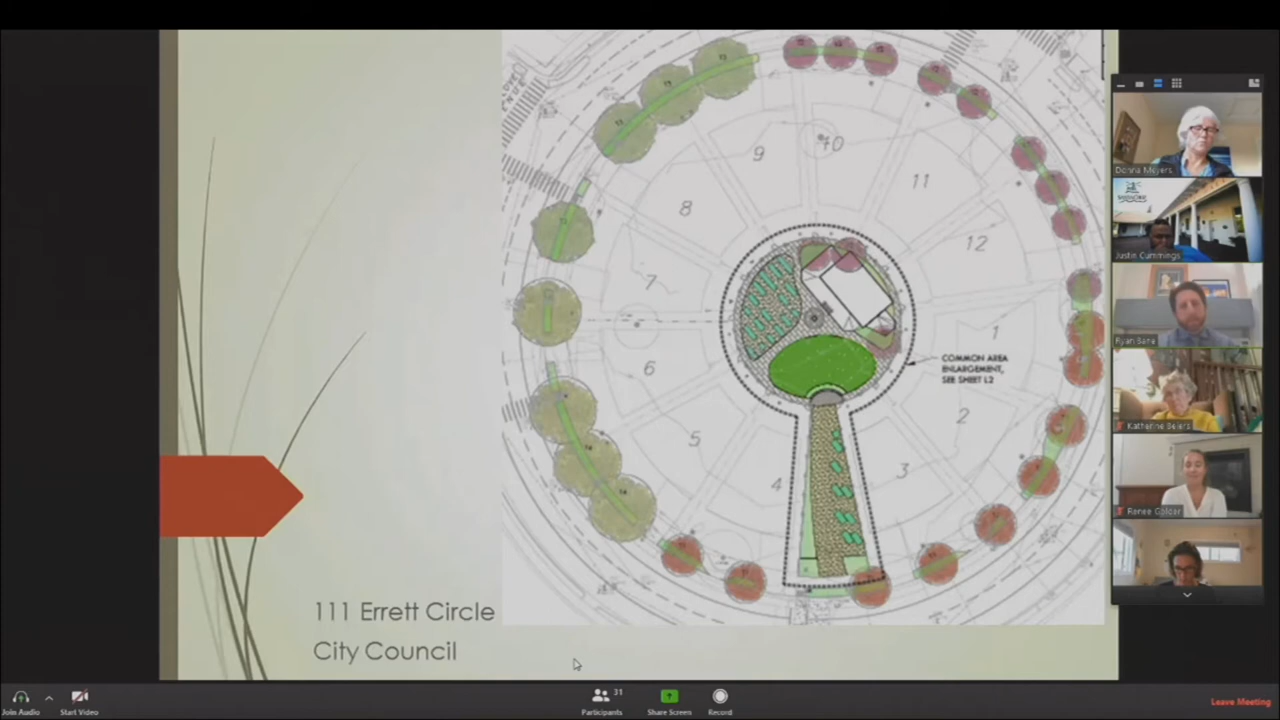 9
10
11
8
12
7
1
6
COMMON AREA
ENLARGEMENT,
SEE SHEET L2
2
5
3
4
111 Errett Circle
City Council
Donna Meyers
Justin Cummings
Ryan Bane
Katherine Beiers
Renee Golder
Join Audio
Start Video
Participants
31
Share Screen
Record
Leave Meeting